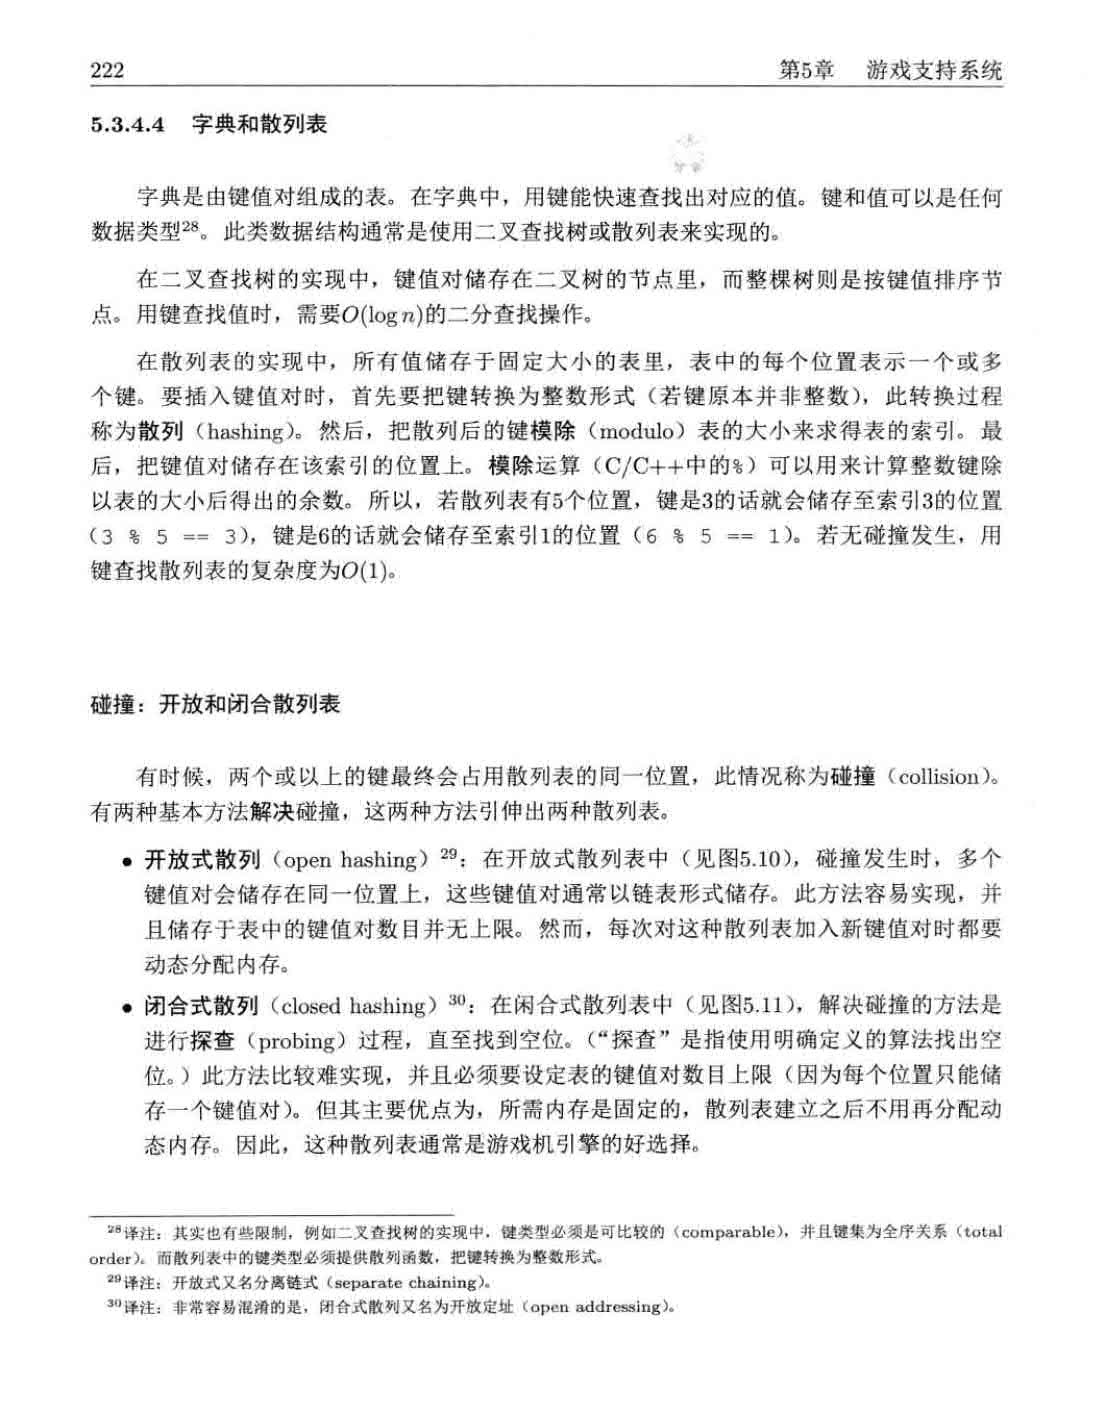 222 第5章 游戏支持系统
5.3.4.4 字典和散列表
字典是由键值对组成的表。在字典中，用键能快速查找出对应的值。键和值可以是任何
数据类型28。此类数据结构通常是使用二叉查找树或散列表来实现的。
在二叉查找树的实现中，键值对储存在二叉树的节点里，而整棵树则是按键值排序节
点。用键查找值时，需要O(log n)的二分查找操作。
在散列表的实现中，所有值储存于固定大小的表里，表中的每个位置表示一个或多
个键。要插入键值对时，首先要把键转换为整数形式（若键原本并非整数），此转换过程
称为散列（hashing）。然后，把散列后的键模除（modulo）表的大小来求得表的索引。最
后，把键值对储存在该索引的位置上。模除运算（C/C++中的%）可以用来计算整数键除
以表的大小后得出的余数。所以，若散列表有5个位置，键是3的话就会储存至索引3的位置
（3 % 5 == 3），键是6的话就会储存至索引1的位置（6 % 5 == 1）。若无碰撞发生，用
键查找散列表的复杂度为O(1)。
碰撞：开放和闭合散列表
有时候，两个或以上的键最终会占用散列表的同一位置，此情况称为碰撞（collision）。
有两种基本方法解决碰撞，这两种方法引伸出两种散列表。
• 开放式散列（open hashing）29：在开放式散列表中（见图5.10），碰撞发生时，多个
键值对会储存在同一位置上，这些键值对通常以链表形式储存。此方法容易实现，并
且储存于表中的键值对数目并无上限。然而，每次对这种散列表加入新键值对时都要
动态分配内存。
• 闭合式散列（closed hashing）30：在闲合式散列表中（见图5.11），解决碰撞的方法是
进行探查（probing）过程，直至找到空位。（“探查”是指使用明确定义的算法找出空
位。）此方法比较难实现，并且必须要设定表的键值对数目上限（因为每个位置只能储
存一个键值对）。但其主要优点为，所需内存是固定的，散列表建立之后不用再分配动
态内存。因此，这种散列表通常是游戏机引擎的好选择。
28译注：其实也有些限制，例如二叉查找树的实现中，键类型必须是可比较的（comparable），并且键集为全序关系（total
order）。而散列表中的键类型必须提供散列函数，把键转换为整数形式。
29译注：开放式又名分离链式（separate chaining）。
30译注：非常容易混淆的是，闭合式散列又名为开放定址（open addressing）。